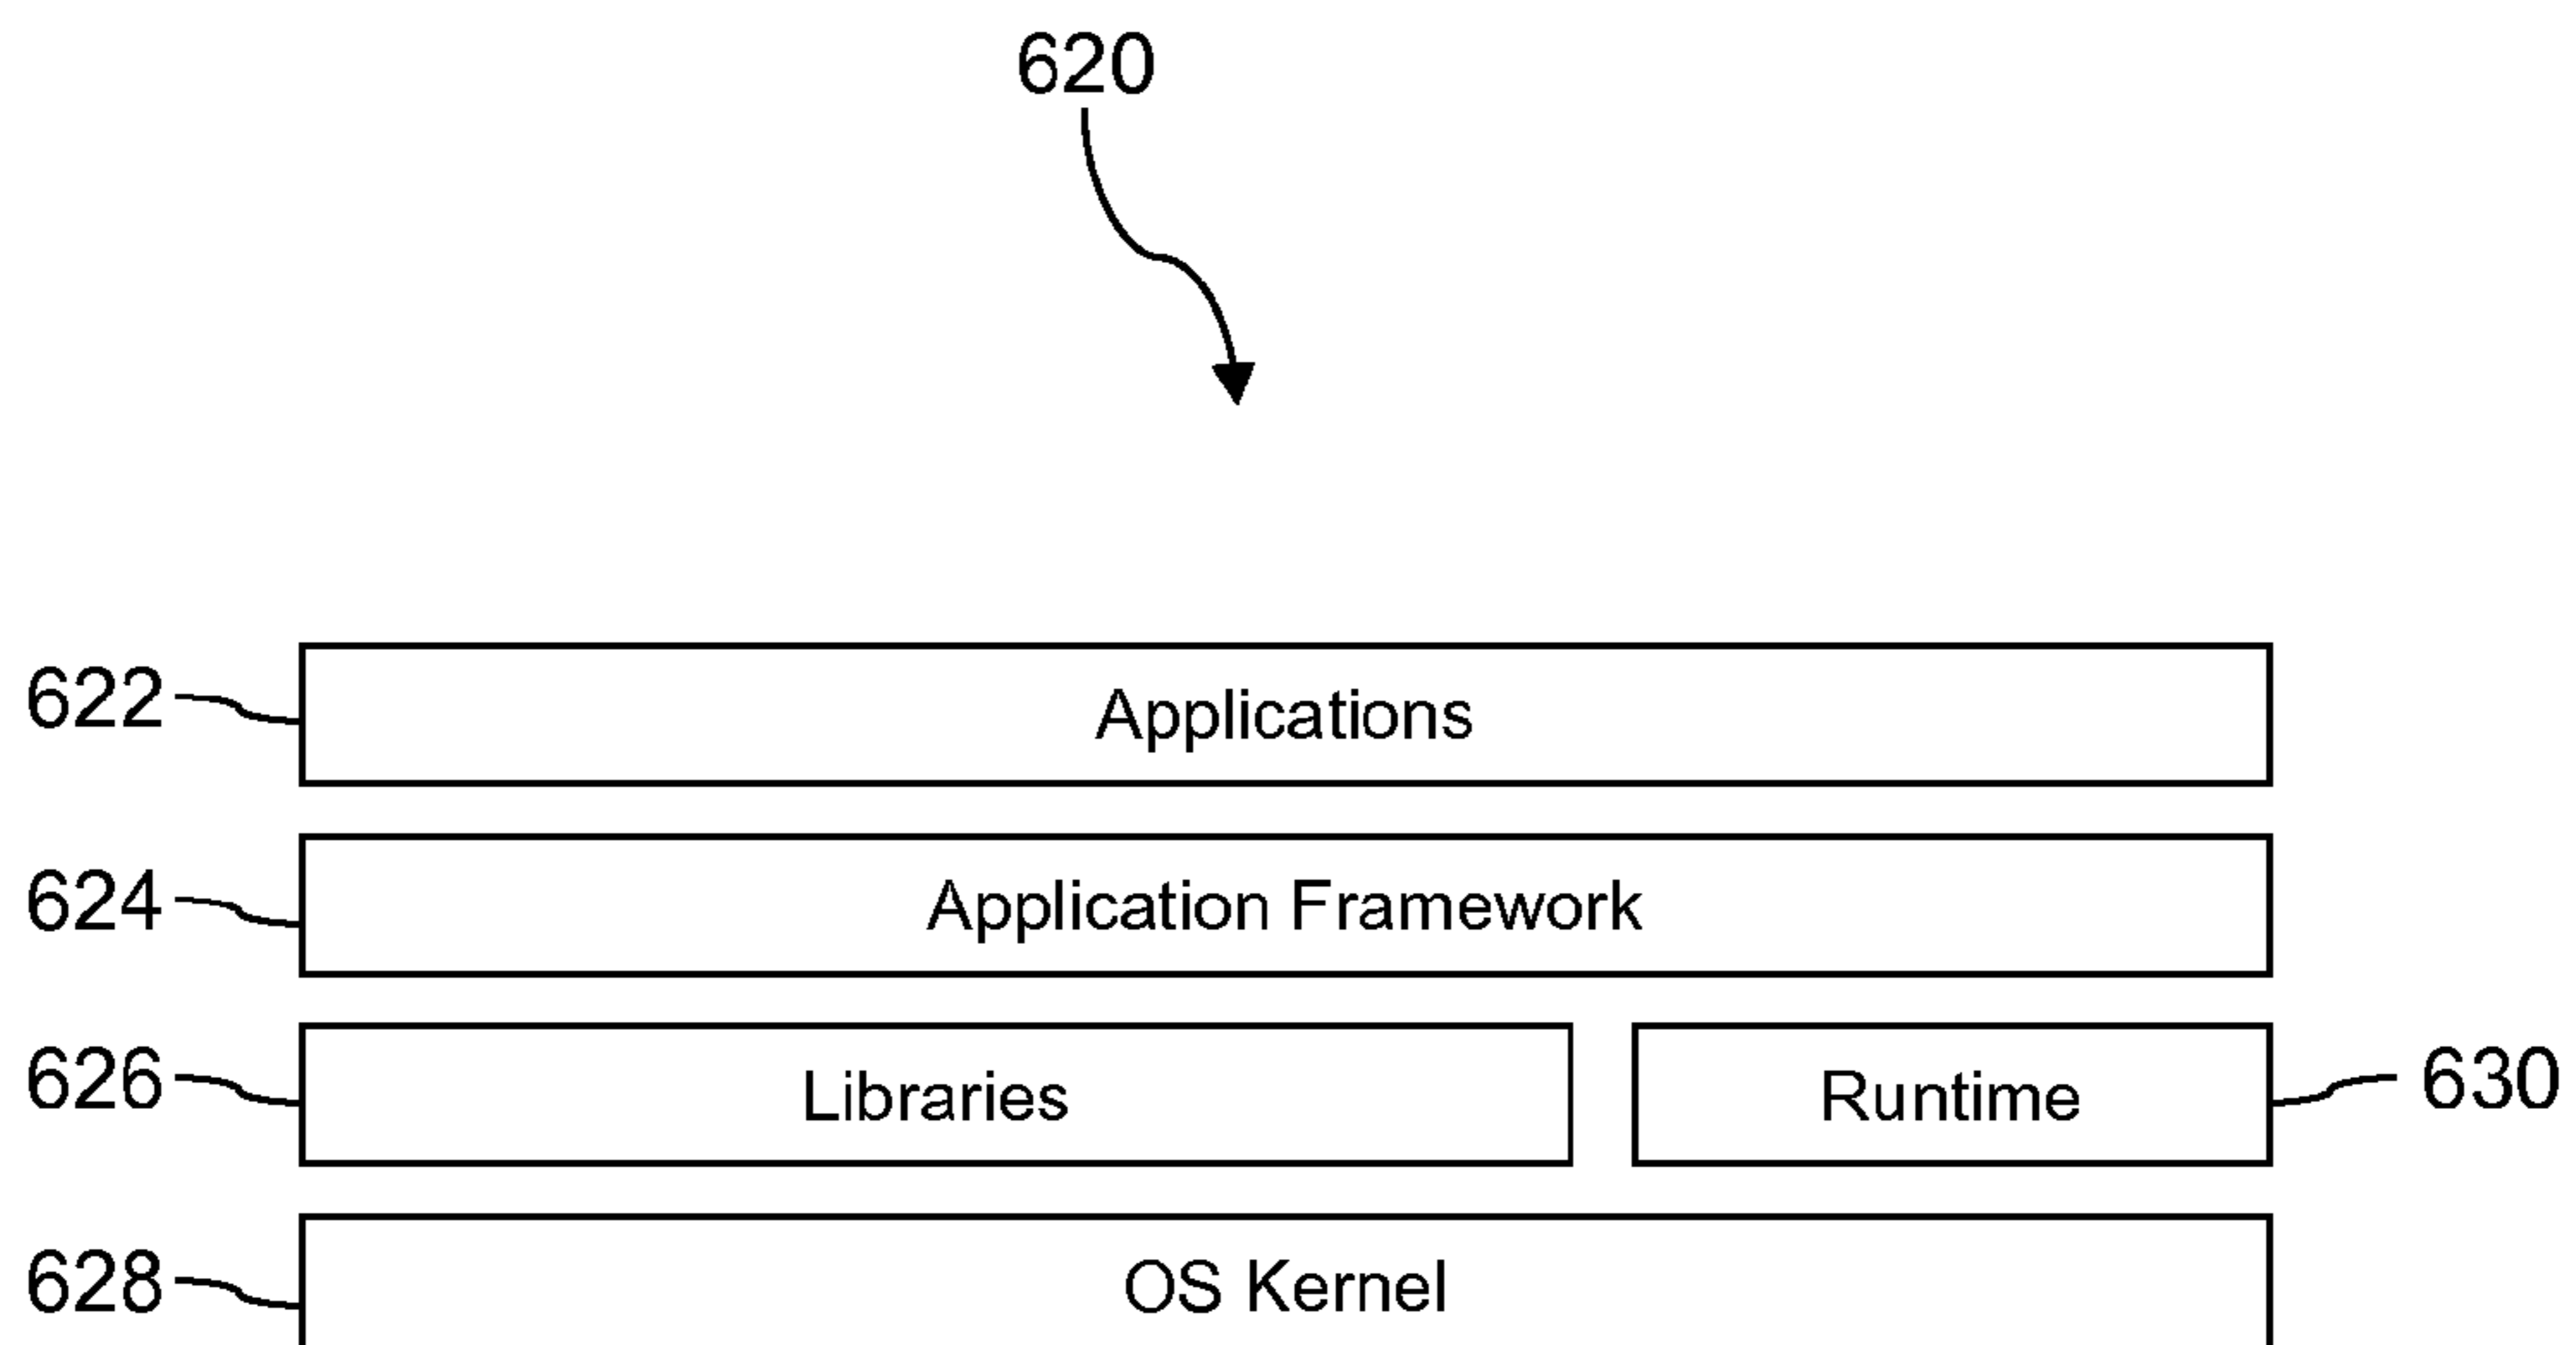 620
622 Applications
624 Application Framework
626 Libraries Runtime 630
628 OS Kernel